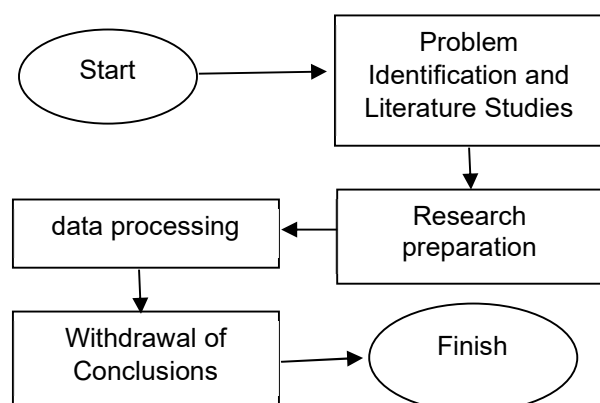 Start
Problem
Identification and
Literature Studies
Research
preparation
data processing
Withdrawal of
Conclusions
Finish